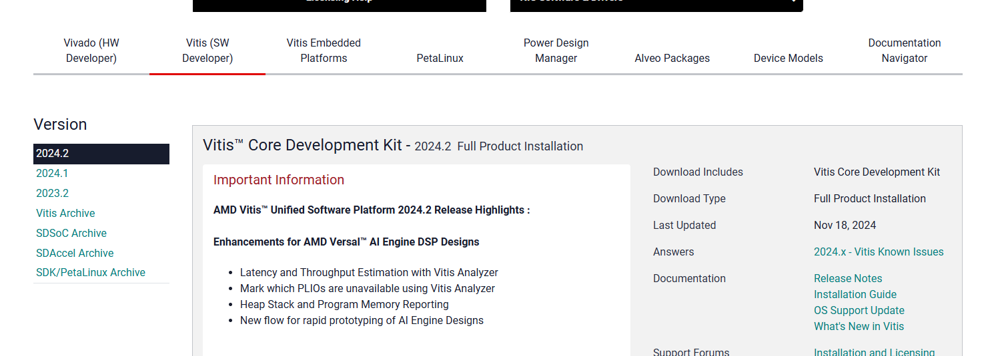 Vivado (HW Developer)
Vitis (SW Developer)
Vitis Embedded Platforms
PetaLinux
Power Design Manager
Alveo Packages
Device Models
Documentation Navigator
Version
2024.2
2024.1
2023.2
Vitis Archive
SDSoC Archive
SDAccel Archive
SDK/PetaLinux Archive
Vitis™ Core Development Kit - 2024.2 Full Product Installation
Important Information
AMD Vitis™ Unified Software Platform 2024.2 Release Highlights :
Enhancements for AMD Versal™ AI Engine DSP Designs
• Latency and Throughput Estimation with Vitis Analyzer
• Mark which PLIOs are unavailable using Vitis Analyzer
• Heap Stack and Program Memory Reporting
• New flow for rapid prototyping of AI Engine Designs
Download Includes Vitis Core Development Kit
Download Type Full Product Installation
Last Updated Nov 18, 2024
Answers 2024.x - Vitis Known Issues
Documentation Release Notes
Installation Guide
OS Support Update
What's New in Vitis
Support Forums Installation and Licensing